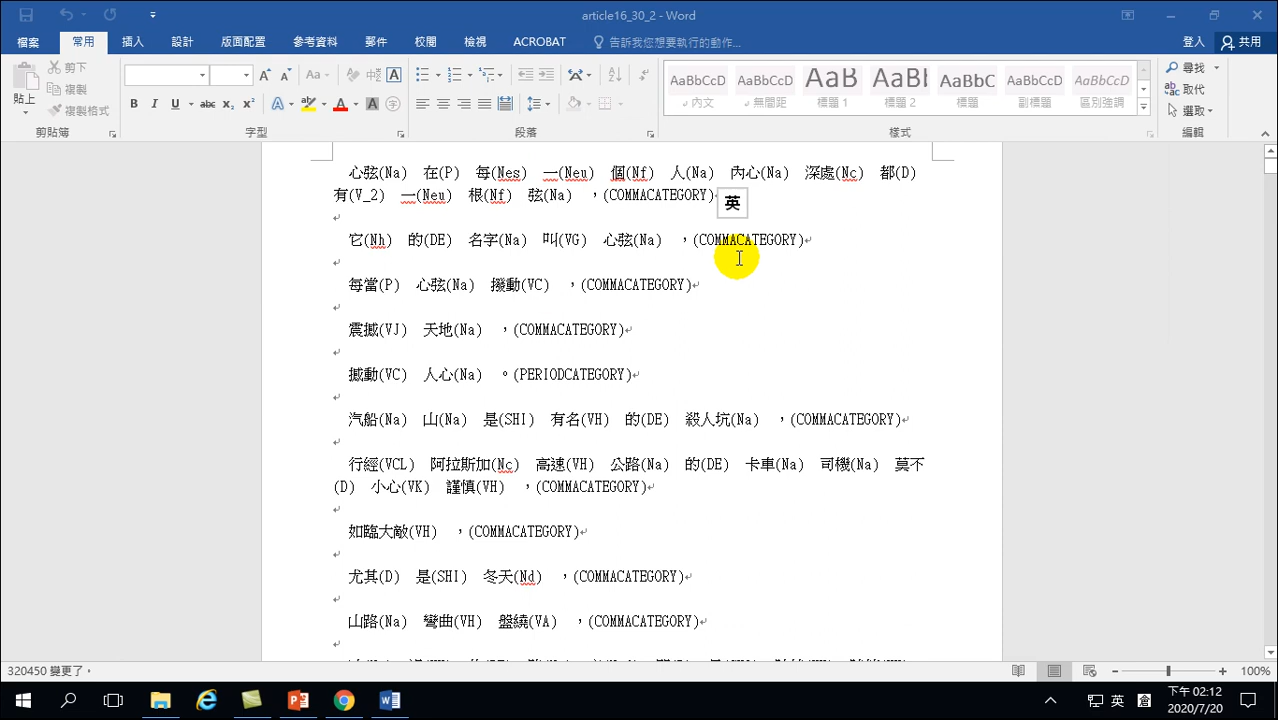 article16_30_2 - Word
檔案 常用 插入 設計 版面配置 參考資料 郵件 校閱 檢視 ACROBAT 告訴我您想要執行的動作... 登入 共用
貼上 剪下 複製 複製格式
剪貼簿 字型 段落 樣式 編輯
AaBbCcD AaBbCcD AaB AaBl AaBbC AaBbCcD AaBbCcD
內文 無間距 標題 1 標題 2 標題 副標題 區別強調
尋找 取代 選取
心弦(Na) 在(P) 每(Nes) 一(Neu) 個(Nf) 人(Na) 內心(Na) 深處(Nc) 都(D)
有(V_2) 一(Neu) 根(Nf) 弦(Na) ,(COMMACATEGORY)
英
它(Nh) 的(DE) 名字(Na) 叫(VG) 心弦(Na) ,(COMMACATEGORY)
每當(P) 心弦(Na) 撥動(VC) ,(COMMACATEGORY)
震撼(VJ) 天地(Na) ,(COMMACATEGORY)
撼動(VC) 人心(Na) 。(PERIODCATEGORY)
汽船(Na) 山(Na) 是(SHI) 有名(VH) 的(DE) 殺人坑(Na) ,(COMMACATEGORY)
行經(VCL) 阿拉斯加(Nc) 高速(VH) 公路(Na) 的(DE) 卡車(Na) 司機(Na) 莫不
(D) 小心(VK) 謹慎(VH) ,(COMMACATEGORY)
如臨大敵(VH) ,(COMMACATEGORY)
尤其(D) 是(SHI) 冬天(Nd) ,(COMMACATEGORY)
山路(Na) 彎曲(VH) 盤繞(VA) ,(COMMACATEGORY)
320450 變更了。 100%
英 下午 02:12
2020/7/20